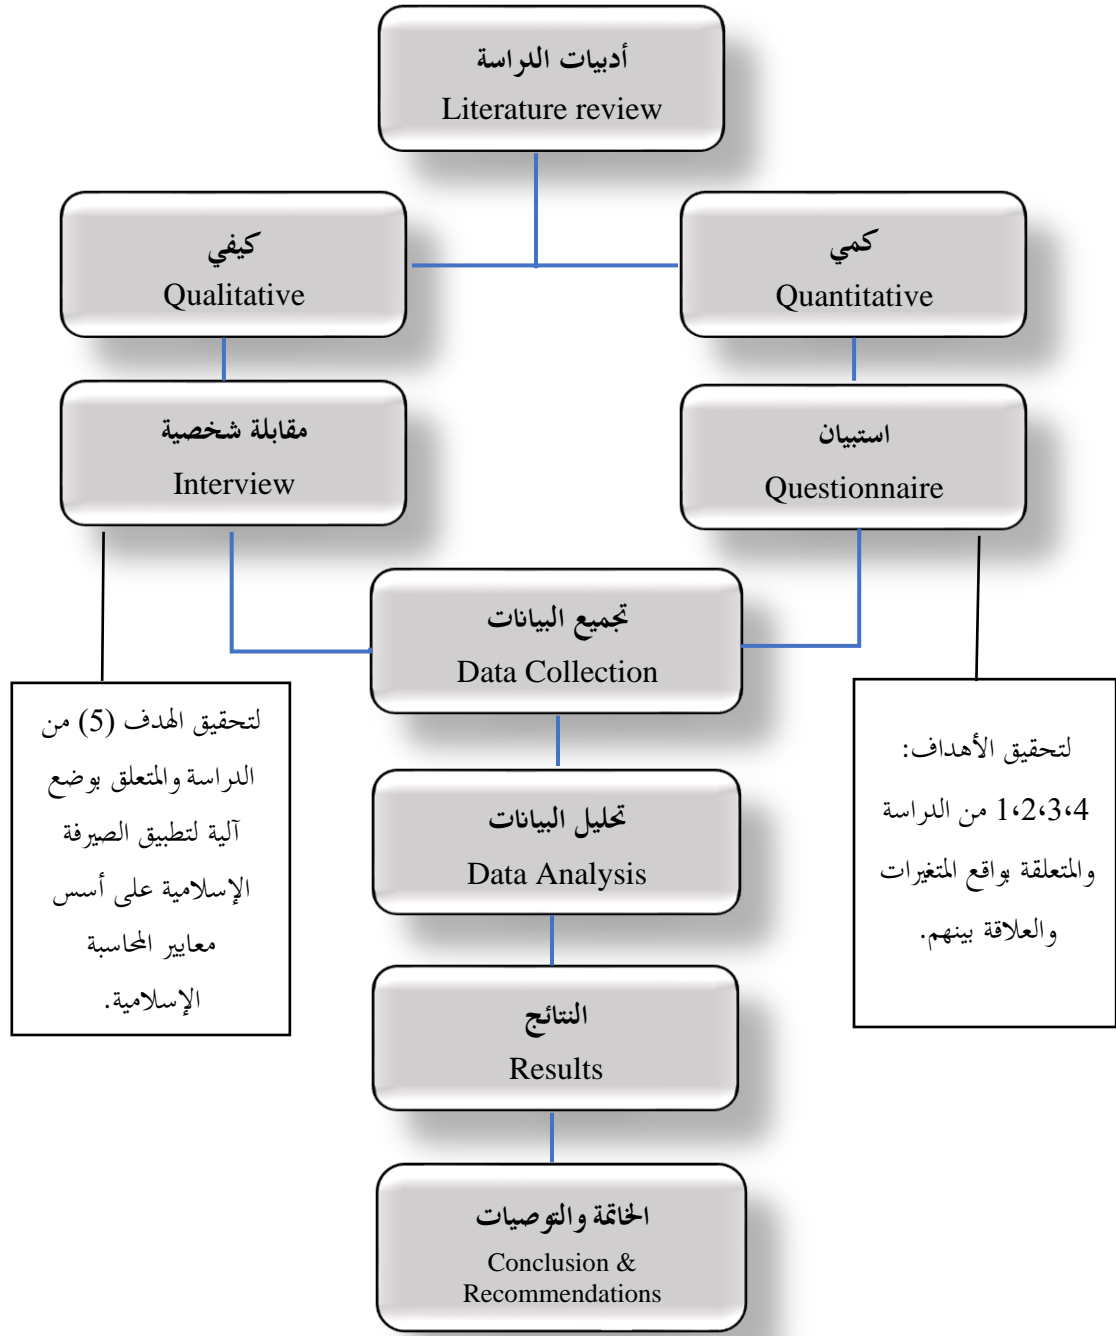 أدبيات الدراسة
Literature review
كمي
Quantitative
كيفي
Qualitative
استبيان
Questionnaire
مقابلة شخصية
Interview
تجميع البيانات
Data Collection
لتحقيق الأهداف:
1،2،3،4 من الدراسة
والمتعلقة بواقع المتغيرات
والعلاقة بينهم.
لتحقيق الهدف (5) من
الدراسة والمتعلق بوضع
آلية لتطبيق الصيرفة
الإسلامية على أسس
معايير المحاسبة
الإسلامية.
تحليل البيانات
Data Analysis
النتائج
Results
الخاتمة والتوصيات
Conclusion &
Recommendations